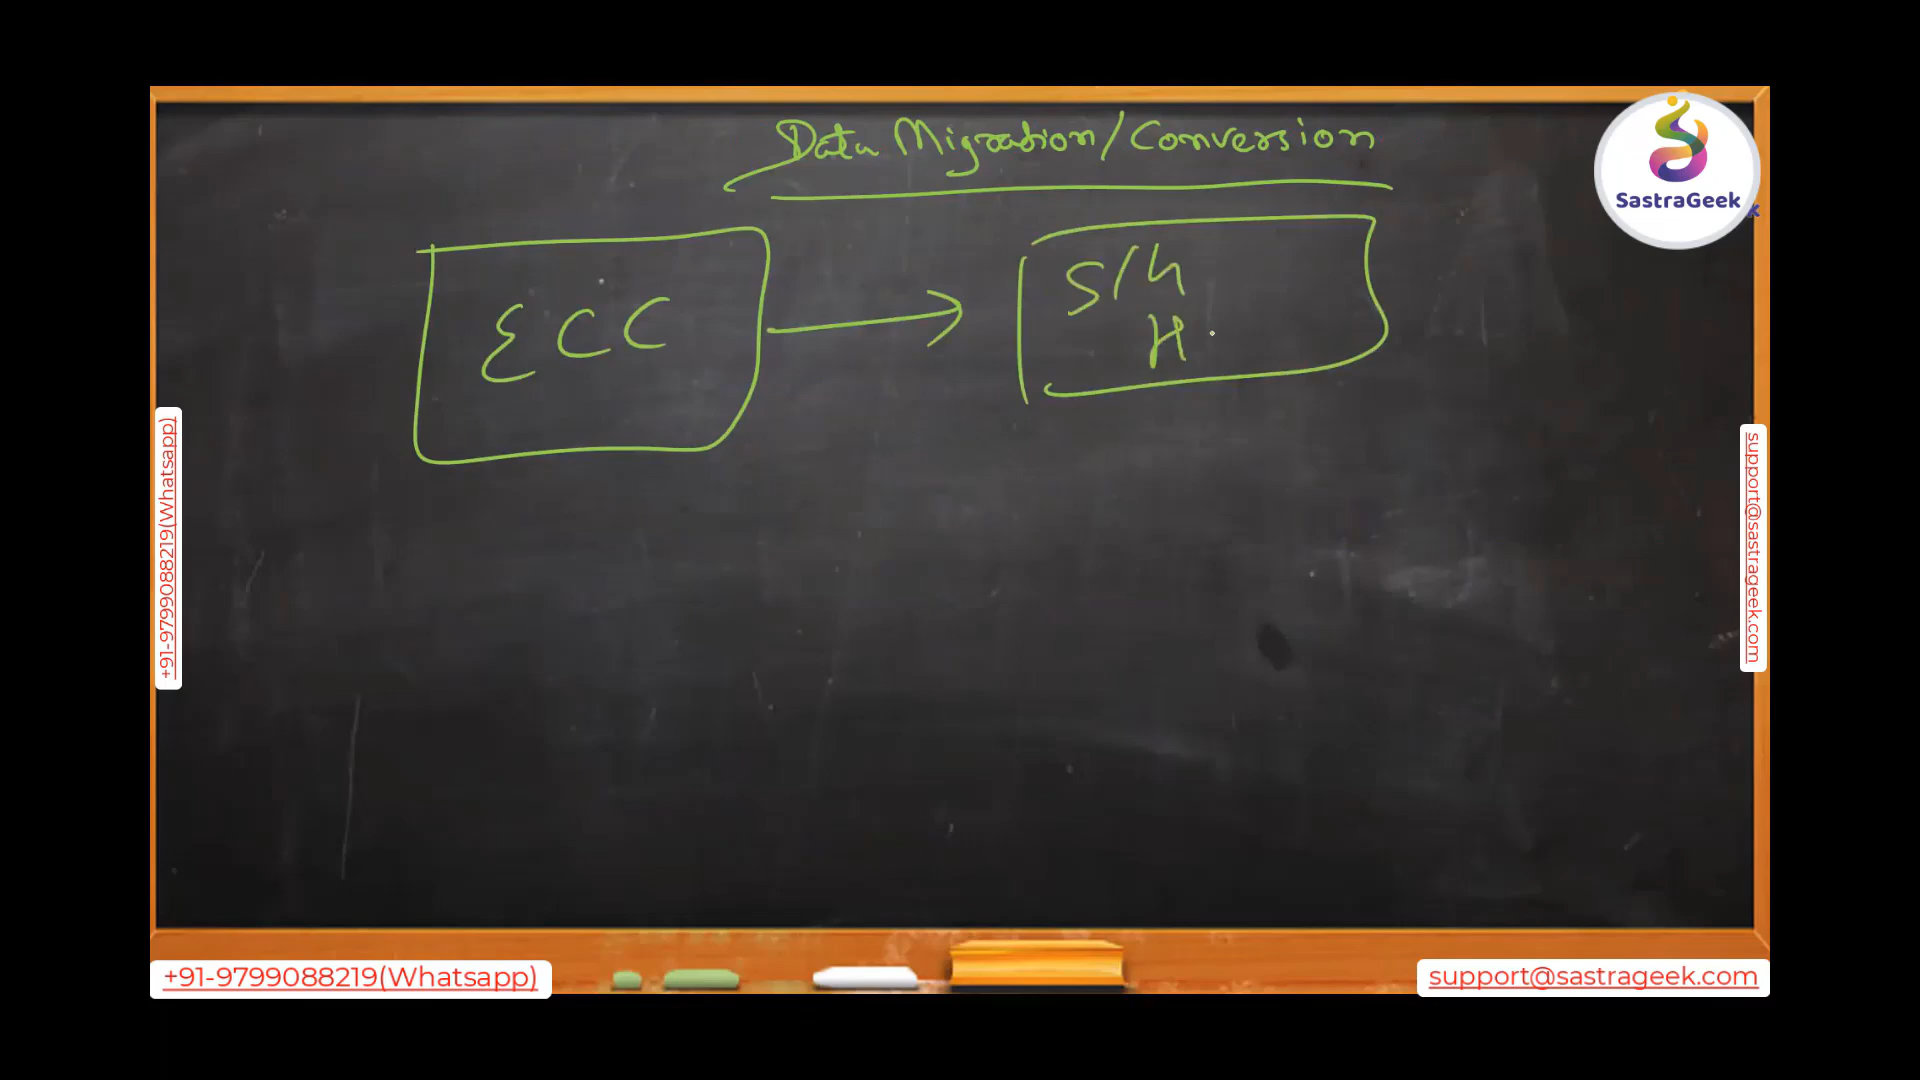 Data Migration/Conversion
SastraGeek
ECC
S/4
H
+91-9799088219(Whatsapp)
support@sastrageek.com
+91-9799088219(Whatsapp)
support@sastrageek.com